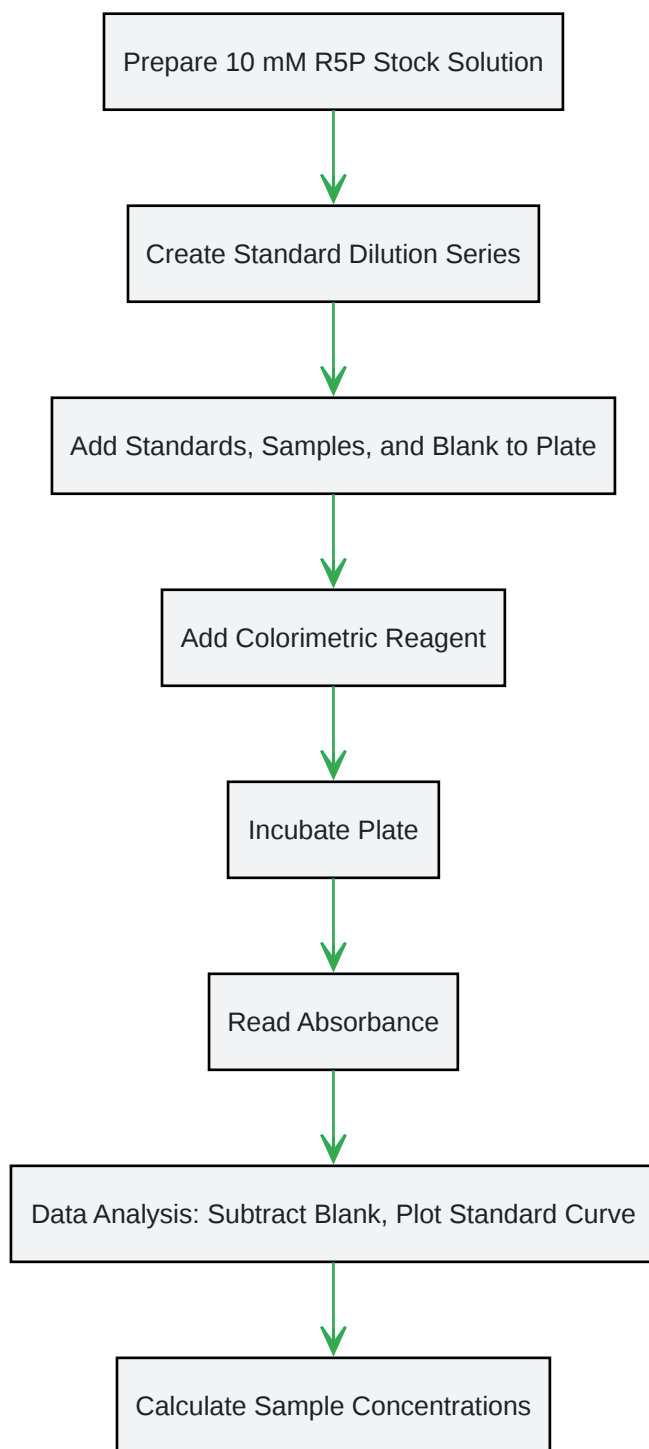 Prepare 10 mM R5P Stock Solution
Create Standard Dilution Series
Add Standards, Samples, and Blank to Plate
Add Colorimetric Reagent
Incubate Plate
Read Absorbance
Data Analysis: Subtract Blank, Plot Standard Curve
Calculate Sample Concentrations